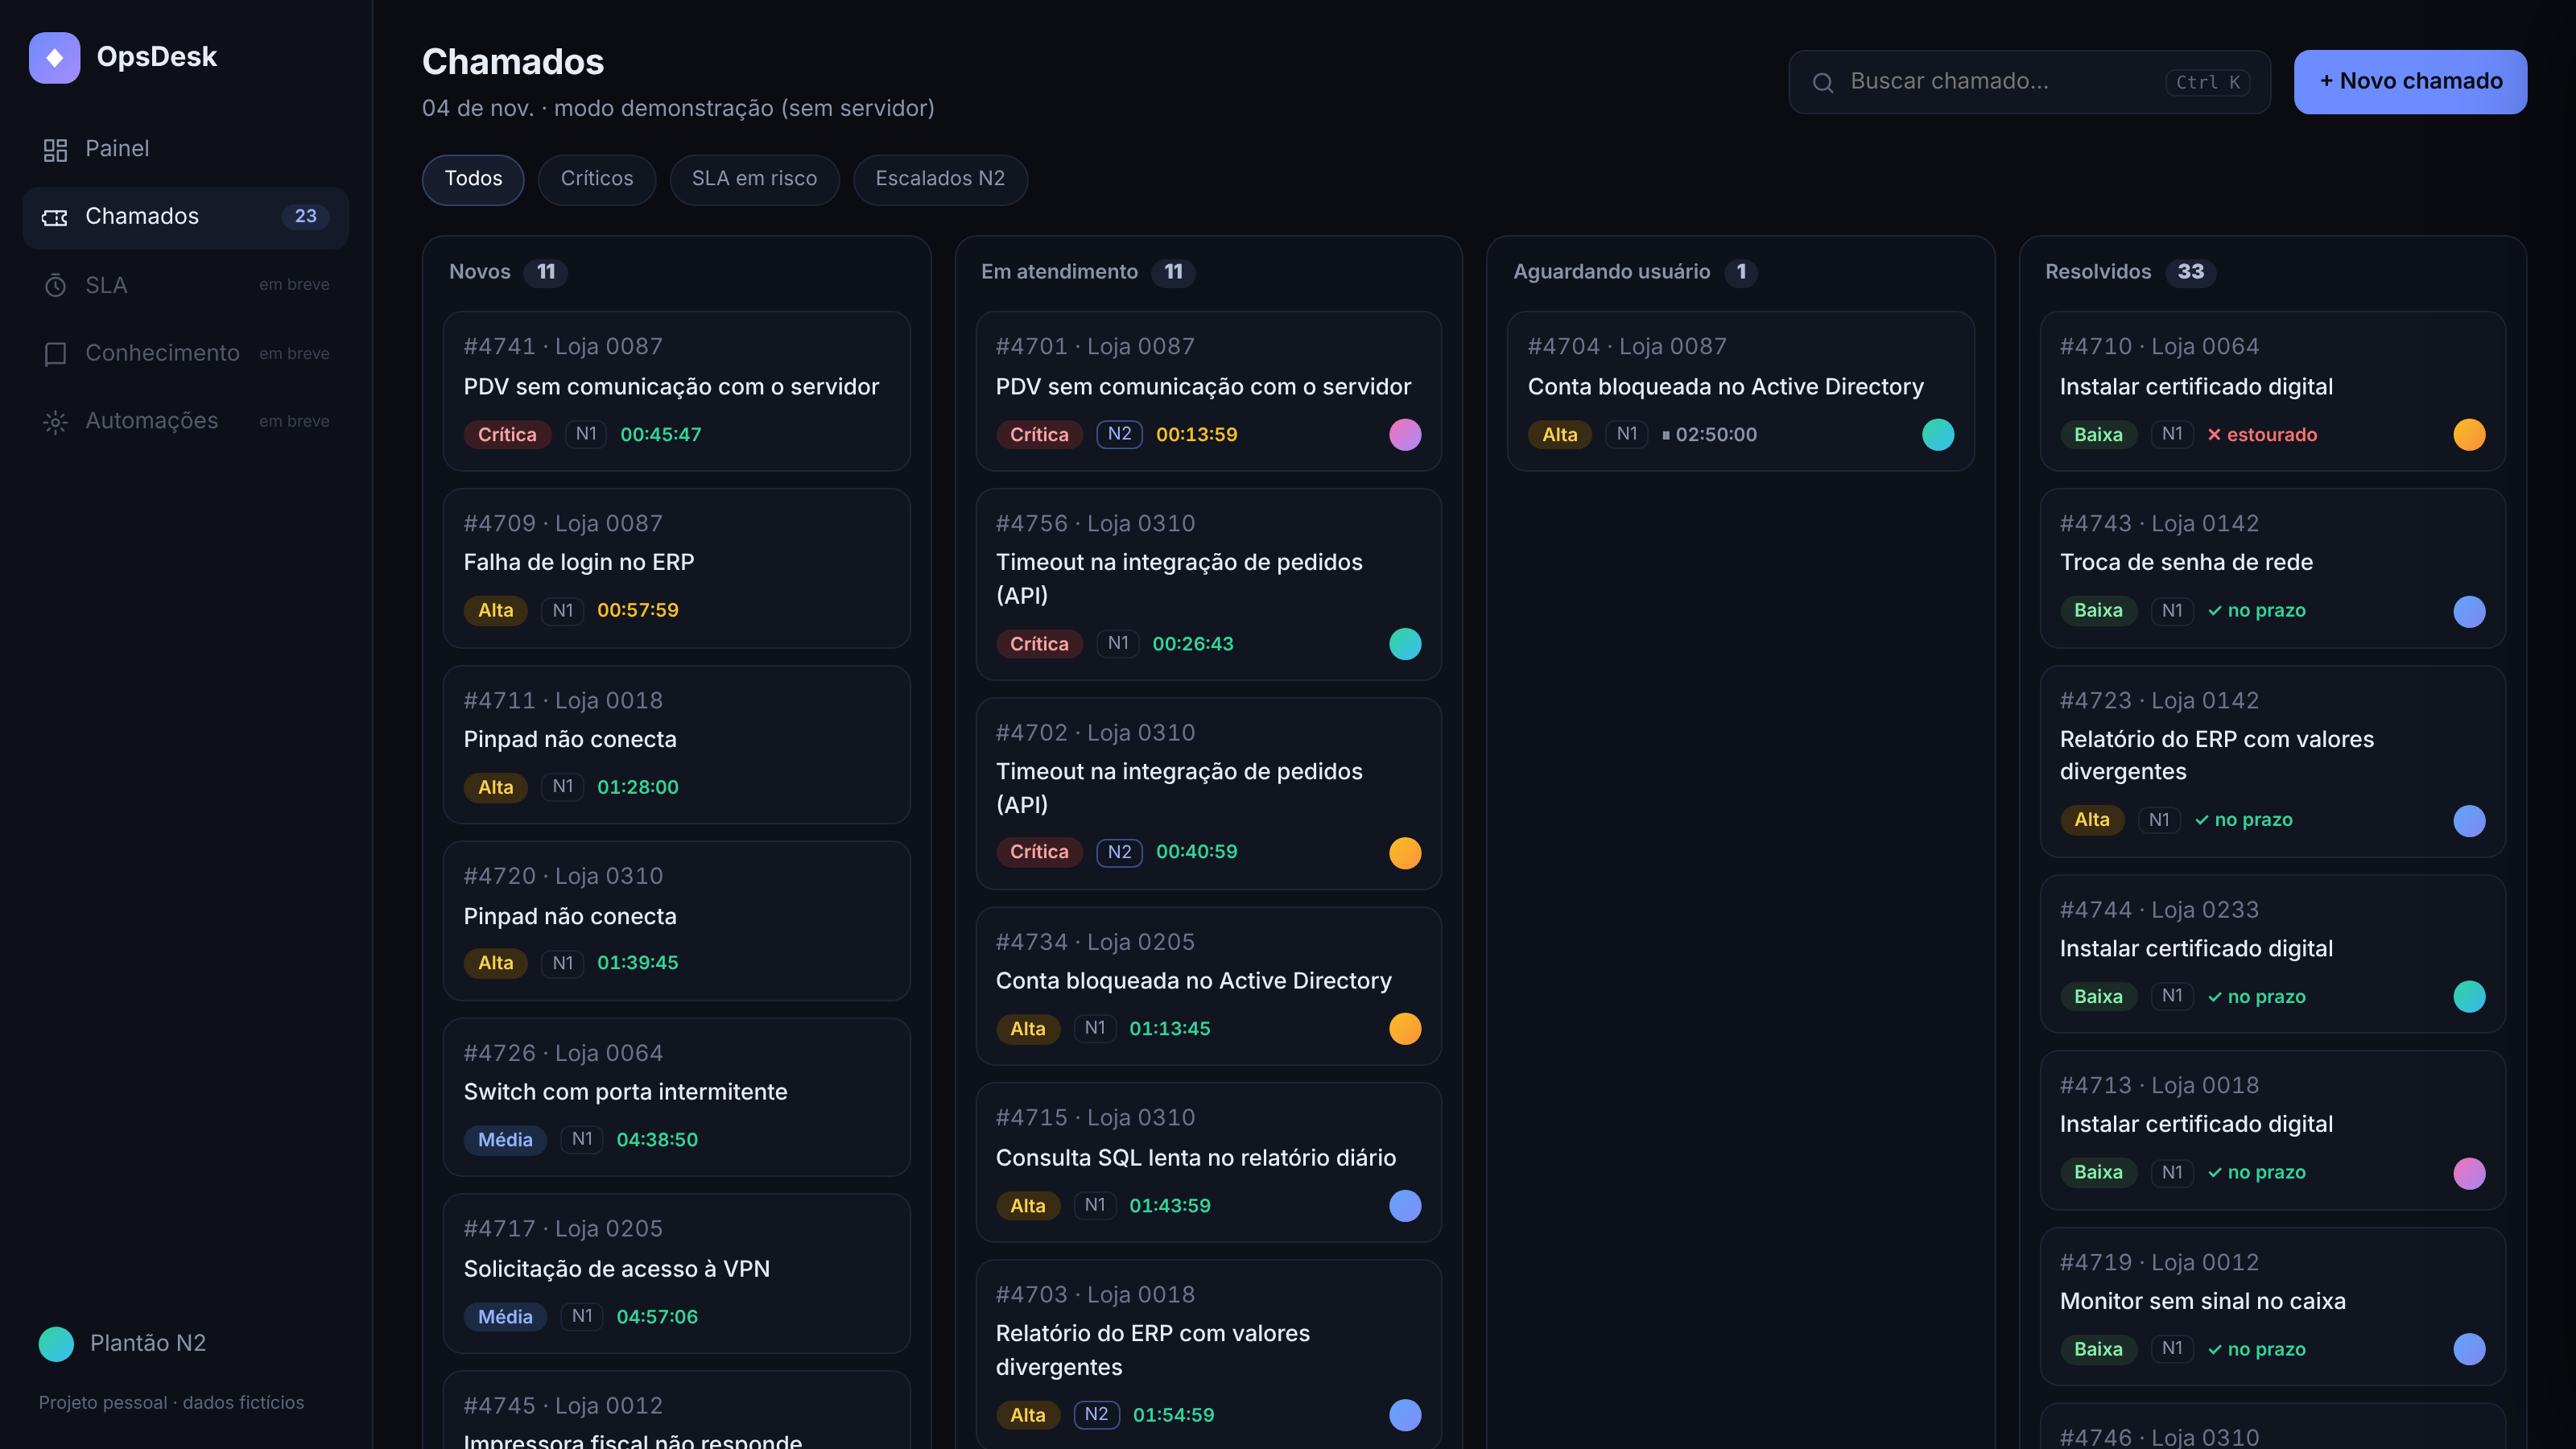 OpsDesk
Painel
Chamados 23
SLA em breve
Conhecimento em breve
Automações em breve
Plantão N2
Projeto pessoal · dados fictícios
Chamados
04 de nov. · modo demonstração (sem servidor)
Buscar chamado... Ctrl K
+ Novo chamado
Todos Críticos SLA em risco Escalados N2
Novos 11
#4741 · Loja 0087
PDV sem comunicação com o servidor
Crítica N1 00:45:47
#4709 · Loja 0087
Falha de login no ERP
Alta N1 00:57:59
#4711 · Loja 0018
Pinpad não conecta
Alta N1 01:28:00
#4720 · Loja 0310
Pinpad não conecta
Alta N1 01:39:45
#4726 · Loja 0064
Switch com porta intermitente
Média N1 04:38:50
#4717 · Loja 0205
Solicitação de acesso à VPN
Média N1 04:57:06
#4745 · Loja 0012
Impressora fiscal não responde
Em atendimento 11
#4701 · Loja 0087
PDV sem comunicação com o servidor
Crítica N2 00:13:59
#4756 · Loja 0310
Timeout na integração de pedidos
(API)
Crítica N1 00:26:43
#4702 · Loja 0310
Timeout na integração de pedidos
(API)
Crítica N2 00:40:59
#4734 · Loja 0205
Conta bloqueada no Active Directory
Alta N1 01:13:45
#4715 · Loja 0310
Consulta SQL lenta no relatório diário
Alta N1 01:43:59
#4703 · Loja 0018
Relatório do ERP com valores
divergentes
Alta N2 01:54:59
Aguardando usuário 1
#4704 · Loja 0087
Conta bloqueada no Active Directory
Alta N1 02:50:00
Resolvidos 33
#4710 · Loja 0064
Instalar certificado digital
Baixa N1 ✕ estourado
#4743 · Loja 0142
Troca de senha de rede
Baixa N1 ✓ no prazo
#4723 · Loja 0142
Relatório do ERP com valores
divergentes
Alta N1 ✓ no prazo
#4744 · Loja 0233
Instalar certificado digital
Baixa N1 ✓ no prazo
#4713 · Loja 0018
Instalar certificado digital
Baixa N1 ✓ no prazo
#4719 · Loja 0012
Monitor sem sinal no caixa
Baixa N1 ✓ no prazo
#4746 · Loja 0310